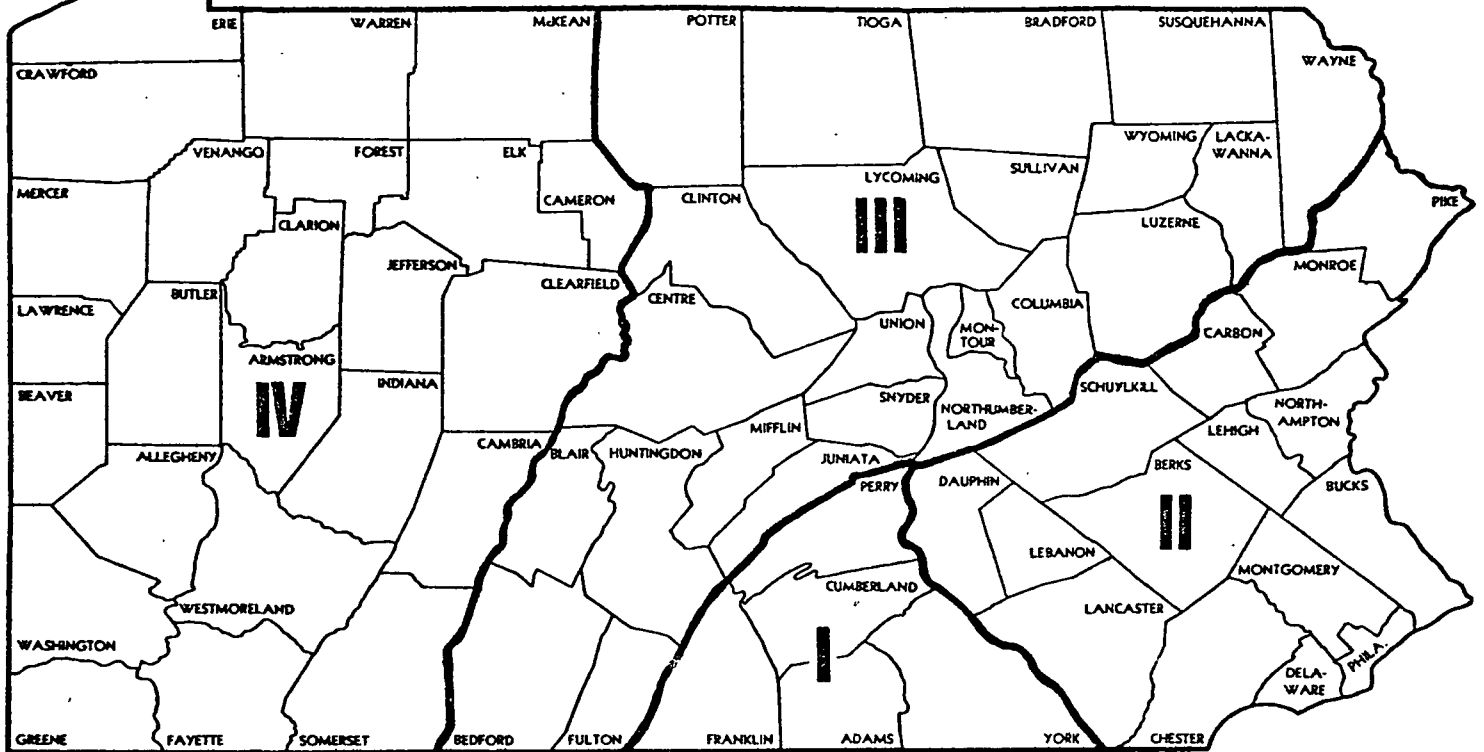 ERIE
WARREN
McKEAN
POTTER
TIOGA
BRADFORD
SUSQUEHANNA
WAYNE
CRAWFORD
VENANGO
FOREST
ELK
CAMERON
CLINTON
LYCOMING
SULLIVAN
WYOMING
LACKA-
WANNA
PIKE
MERCER
CLARION
JEFFERSON
CLEARFIELD
CENTRE
III
LUZERNE
MONROE
LAWRENCE
BUTLER
ARMSTRONG
UNION
MON-
TOUR
COLUMBIA
CARBON
BEAVER
IV
INDIANA
SNYDER
NORTHUMBER-
LAND
SCHUYLKILL
NORTH-
AMPTON
LEHIGH
ALLEGHENY
CAMBRIA
BLAIR
HUNTINGDON
MIFFLIN
JUNIATA
PERRY
DAUPHIN
BERKS
BUCKS
II
LEBANON
MONTGOMERY
WASHINGTON
WESTMORELAND
CUMBERLAND
LANCASTER
I
PHILA.
DELA-
WARE
GREENE
FAYETTE
SOMERSET
BEDFORD
FULTON
FRANKLIN
ADAMS
YORK
CHESTER